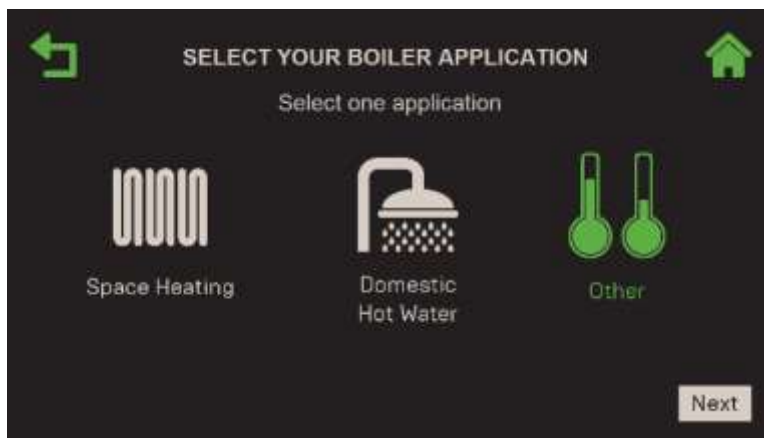 SELECT YOUR BOILER APPLICATION
Select one application
Space Heating
Domestic
Hot Water
Other
Next